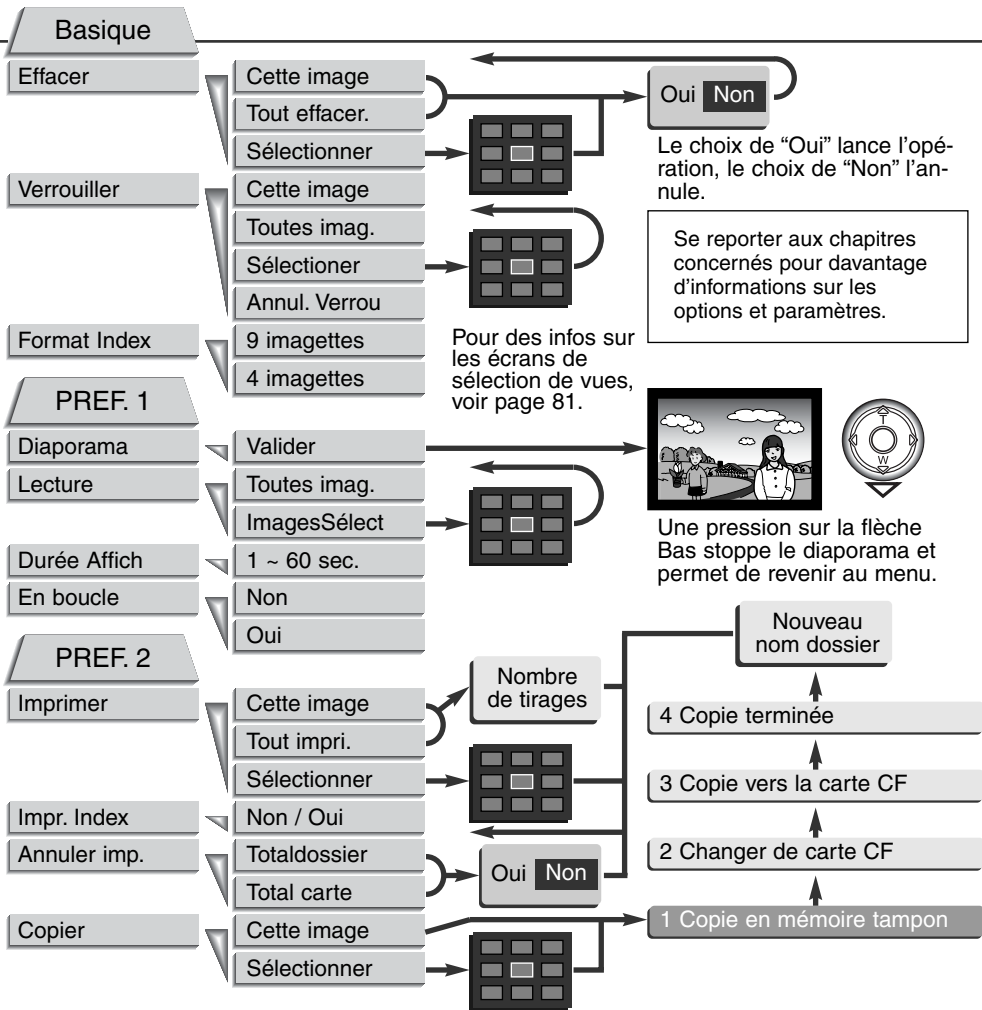 Basique
Effacer
Cette image
Tout effacer.
Sélectionner
Oui Non
Le choix de “Oui” lance l’opé-
ration, le choix de “Non” l’an-
nule.
Verrouiller
Cette image
Toutes imag.
Sélectioner
Annul. Verrou
Se reporter aux chapitres
concernés pour davantage
d’informations sur les
options et paramètres.
Format Index
9 imagettes
4 imagettes
Pour des infos sur
les écrans de
sélection de vues,
voir page 81.
PREF. 1
Diaporama
Valider
T
W
Lecture
Toutes imag.
ImagesSélect
Une pression sur la flèche
Bas stoppe le diaporama et
permet de revenir au menu.
Durée Affich
1 ~ 60 sec.
En boucle
Non
Oui
PREF. 2
Imprimer
Cette image
Tout impri.
Sélectionner
Nombre
de tirages
Nouveau
nom dossier
4 Copie terminée
3 Copie vers la carte CF
2 Changer de carte CF
1 Copie en mémoire tampon
Impr. Index
Non / Oui
Annuler imp.
Totaldossier
Total carte
Oui Non
Copier
Cette image
Sélectionner